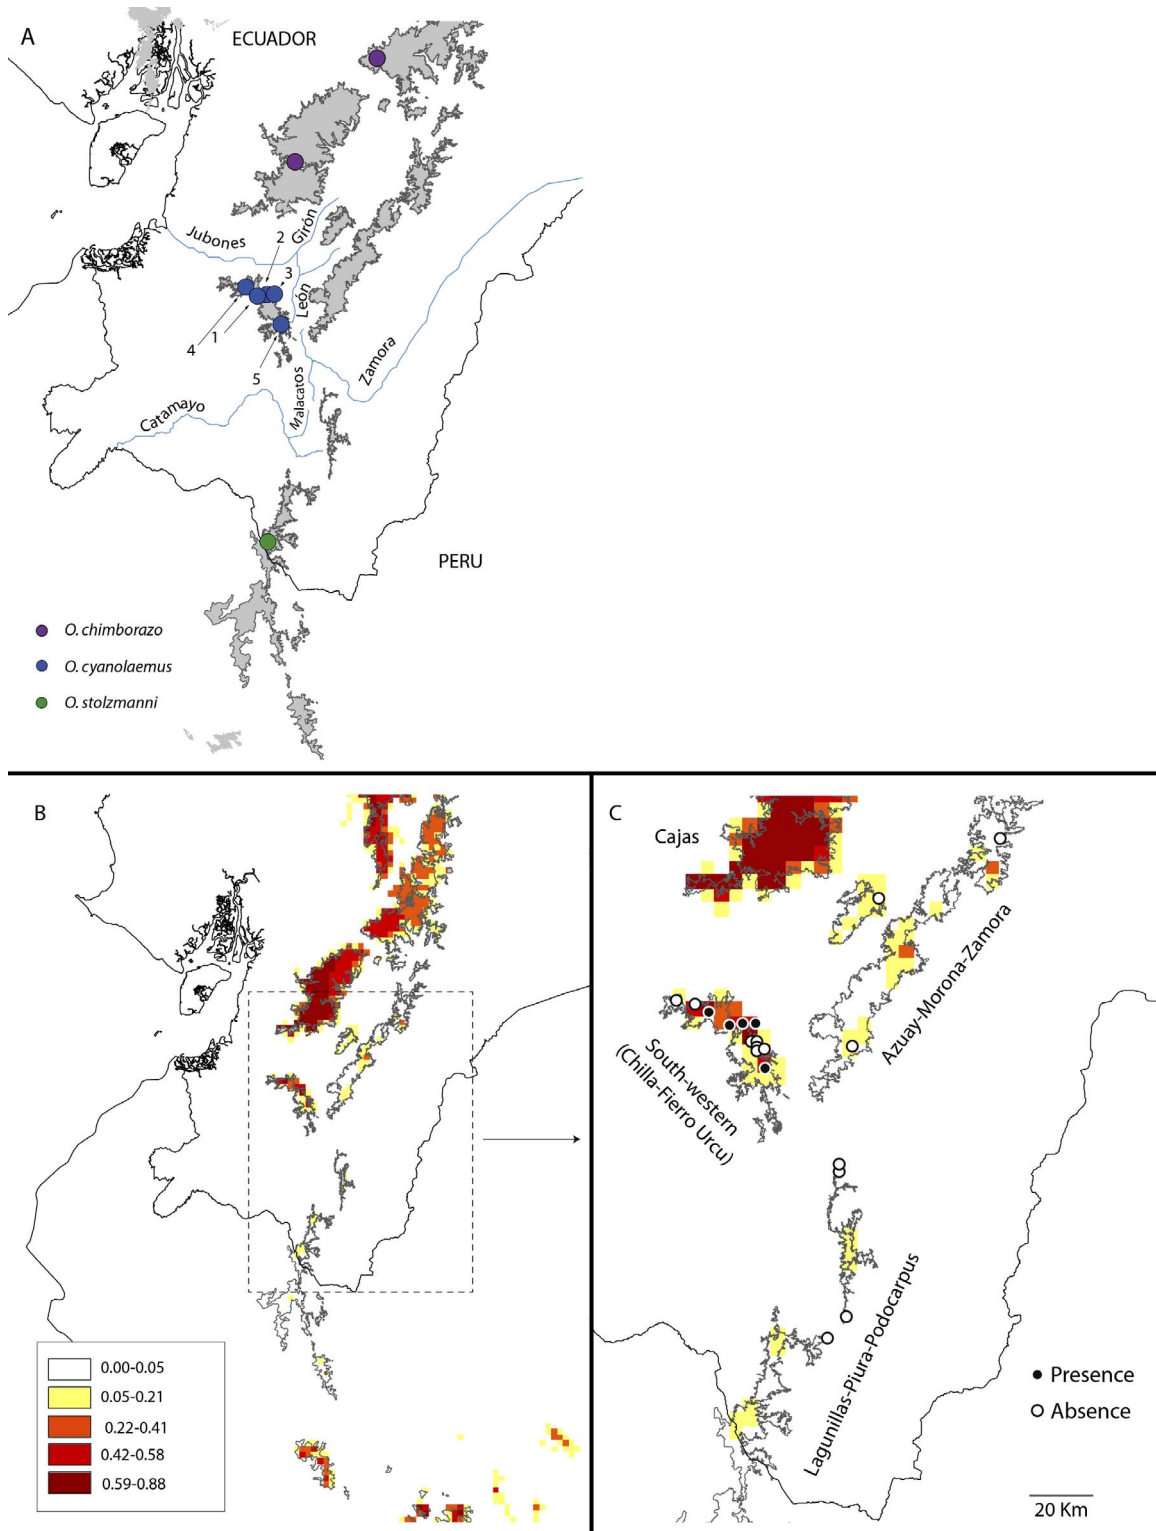 A
ECUADOR
Jubones
Girón
2
3
León
4
1
5
Zamora
Malacatos
Catamayo
PERU
O. chimborazo
O. cyanolaemus
O. stolzmanni
B
0.00-0.05
0.05-0.21
0.22-0.41
0.42-0.58
0.59-0.88
C
Cajas
Azuay-Morona-Zamora
South-western
(Chilla-Fierro Urcu)
Lagunillas-Piura-Podocarpus
Presence
Absence
20 Km